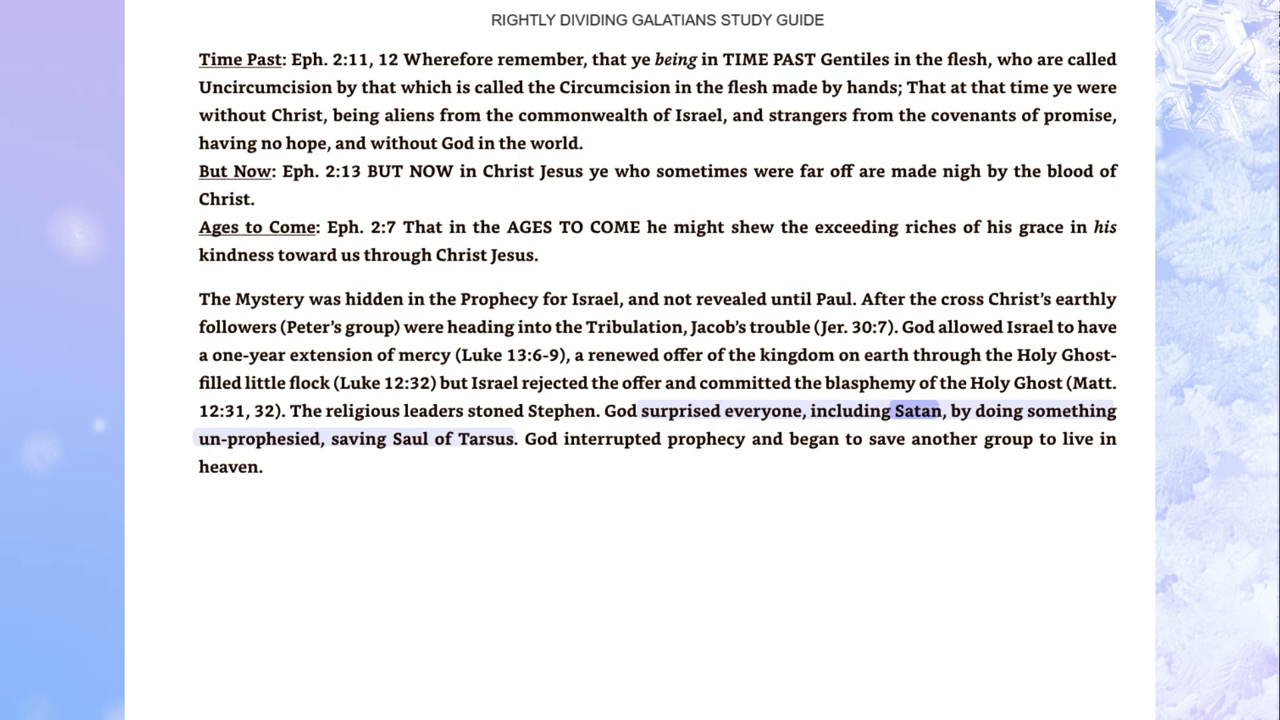 RIGHTLY DIVIDING GALATIANS STUDY GUIDE
Time Past: Eph. 2:11, 12 Wherefore remember, that ye being in TIME PAST Gentiles in the flesh, who are called
Uncircumcision by that which is called the Circumcision in the flesh made by hands; That at that time ye were
without Christ, being aliens from the commonwealth of Israel, and strangers from the covenants of promise,
having no hope, and without God in the world.
But Now: Eph. 2:13 BUT NOW in Christ Jesus ye who sometimes were far off are made nigh by the blood of
Christ.
Ages to Come: Eph. 2:7 That in the AGES TO COME he might shew the exceeding riches of his grace in his
kindness toward us through Christ Jesus.
The Mystery was hidden in the Prophecy for Israel, and not revealed until Paul. After the cross Christ’s earthly
followers (Peter’s group) were heading into the Tribulation, Jacob’s trouble (Jer. 30:7). God allowed Israel to have
a one-year extension of mercy (Luke 13:6-9), a renewed offer of the kingdom on earth through the Holy Ghost-
filled little flock (Luke 12:32) but Israel rejected the offer and committed the blasphemy of the Holy Ghost (Matt.
12:31, 32). The religious leaders stoned Stephen. God surprised everyone, including Satan, by doing something
un-prophesied, saving Saul of Tarsus. God interrupted prophecy and began to save another group to live in
heaven.